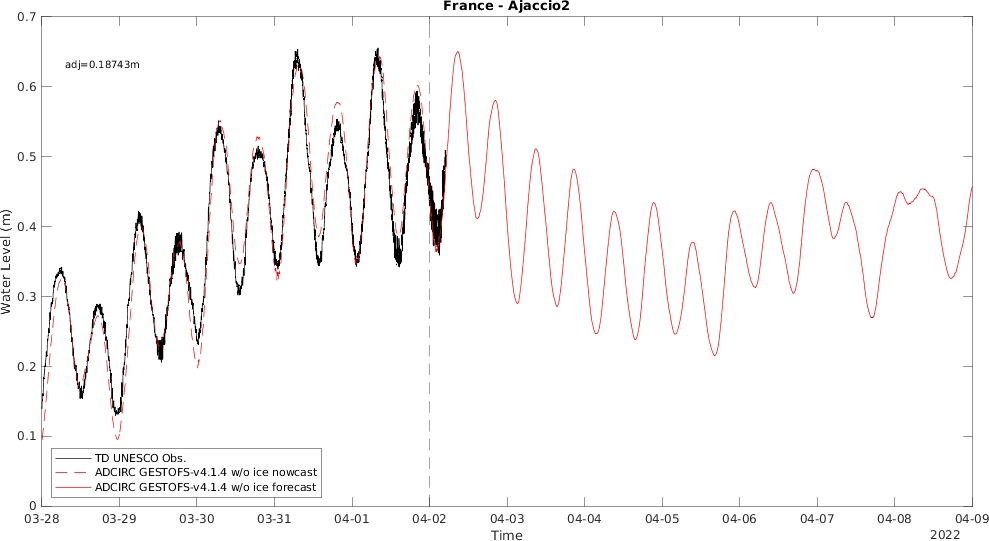 France - Ajaccio2
adj=0.18743m
Water Level (m)
0.7
0.6
0.5
0.4
0.3
0.2
0.1
0
TD UNESCO Obs.
ADCIRC GESTOFS-v4.1.4 w/o ice nowcast
ADCIRC GESTOFS-v4.1.4 w/o ice forecast
03-28 03-29 03-30 03-31 04-01 04-02 04-03 04-04 04-05 04-06 04-07 04-08 04-09
Time
2022